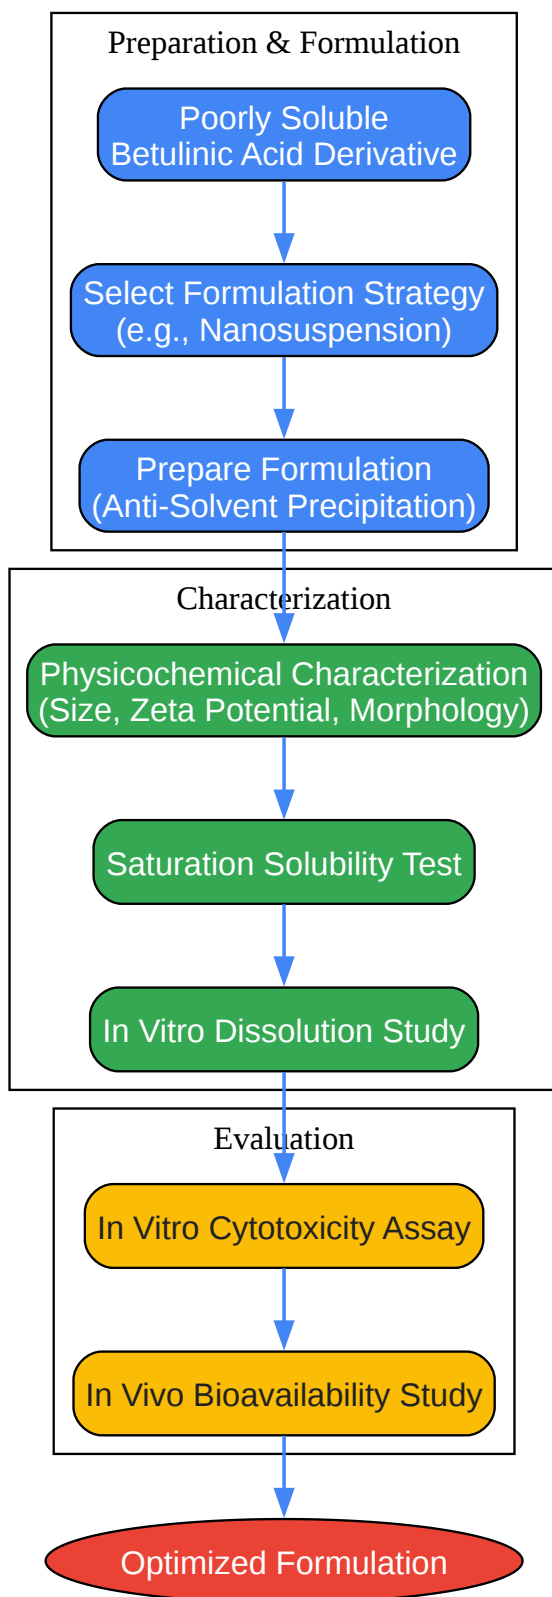 Preparation & Formulation
Poorly Soluble
Betulinic Acid Derivative
Select Formulation Strategy
(e.g., Nanosuspension)
Prepare Formulation
(Anti-Solvent Precipitation)
Characterization
Physicochemical Characterization
(Size, Zeta Potential, Morphology)
Saturation Solubility Test
In Vitro Dissolution Study
Evaluation
In Vitro Cytotoxicity Assay
In Vivo Bioavailability Study
Optimized Formulation